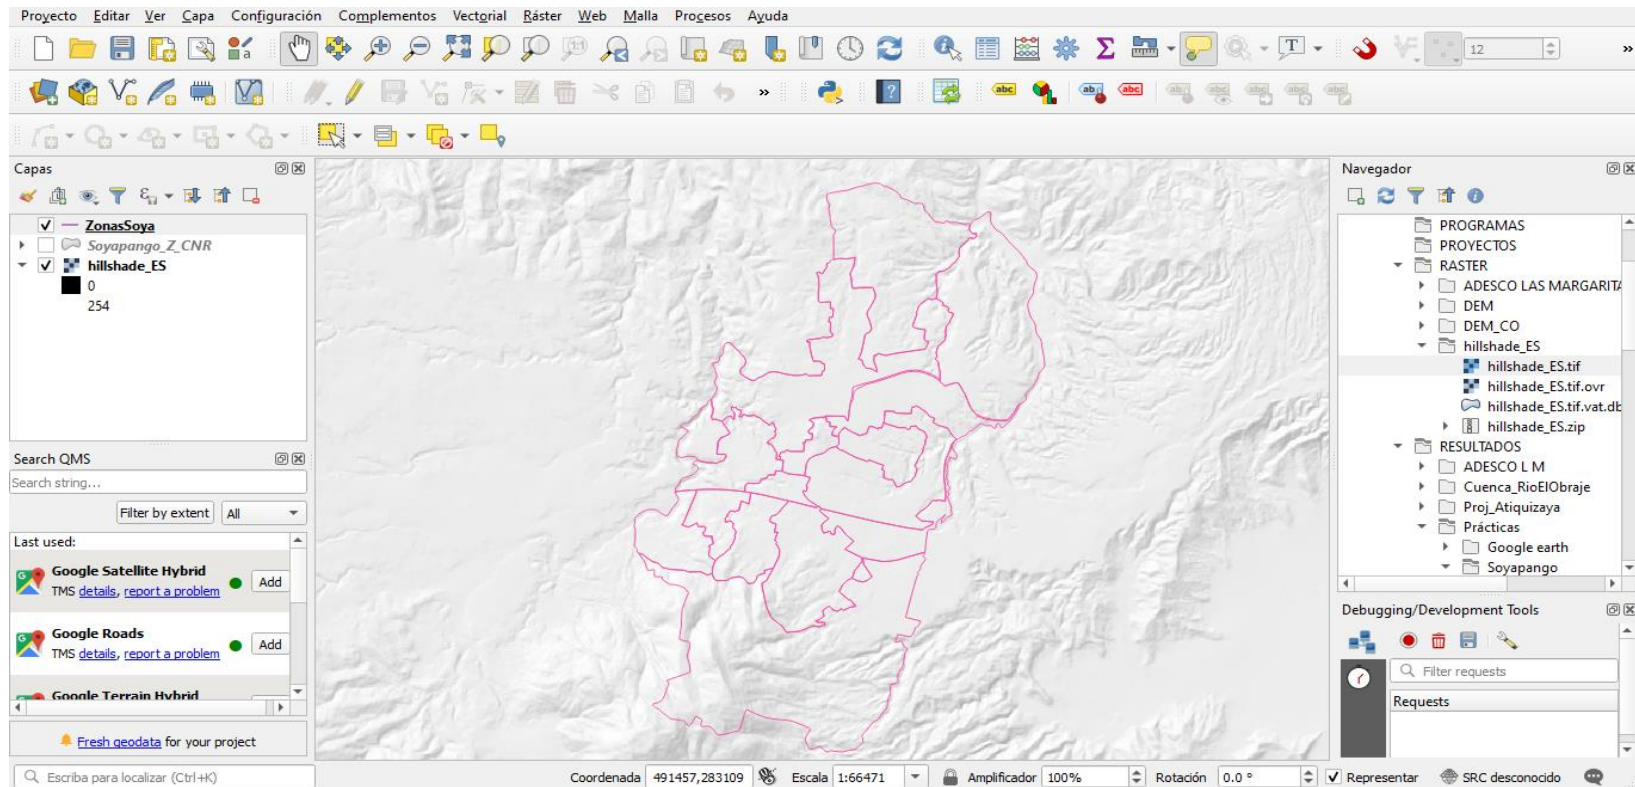 Proyecto Editar Ver Capa Configuración Complementos Vectorial Ráster Web Malla Procesos Ayuda
1:1
T
12
»
»
?
abc
ab
abc
Capas
ZonasSoya
Soyapango_Z_CNR
hillshade_ES
0
254
Search QMS
Search string...
Filter by extent All
Last used:
Google Satellite Hybrid
TMS details, report a problem
Add
Google Roads
TMS details, report a problem
Add
Google Terrain Hybrid
Fresh geodata for your project
Navegador
PROGRAMAS
PROYECTOS
RASTER
ADESCO LAS MARGARITA
DEM
DEM_CO
hillshade_ES
hillshade_ES.tif
hillshade_ES.tif.ovr
hillshade_ES.tif.vat.db
hillshade_ES.zip
RESULTADOS
ADESCO L M
Cuenca_RioElObraje
Proj_Atiquizaya
Prácticas
Google earth
Soyapango
Debugging/Development Tools
Filter requests
Requests
Escriba para localizar (Ctrl+K)
Coordenada 491457,283109 Escala 1:66471 Amplificador 100% Rotación 0.0 ° Representar SRC desconocido